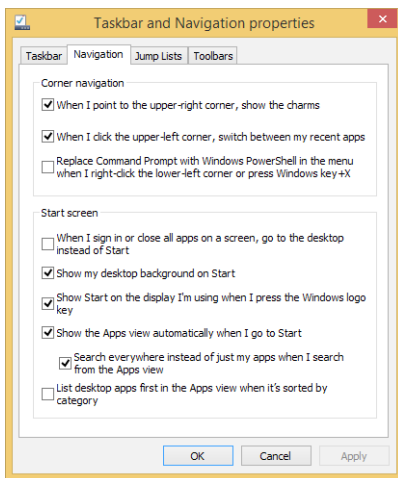 Taskbar and Navigation properties
Taskbar Navigation Jump Lists Toolbars
Corner navigation
When I point to the upper-right corner, show the charms
When I click the upper-left corner, switch between my recent apps
Replace Command Prompt with Windows PowerShell in the menu
when I right-click the lower-left corner or press Windows key+X
Start screen
When I sign in or close all apps on a screen, go to the desktop
instead of Start
Show my desktop background on Start
Show Start on the display I'm using when I press the Windows logo
key
Show the Apps view automatically when I go to Start
Search everywhere instead of just my apps when I search
from the Apps view
List desktop apps first in the Apps view when it's sorted by
category
OK Cancel Apply